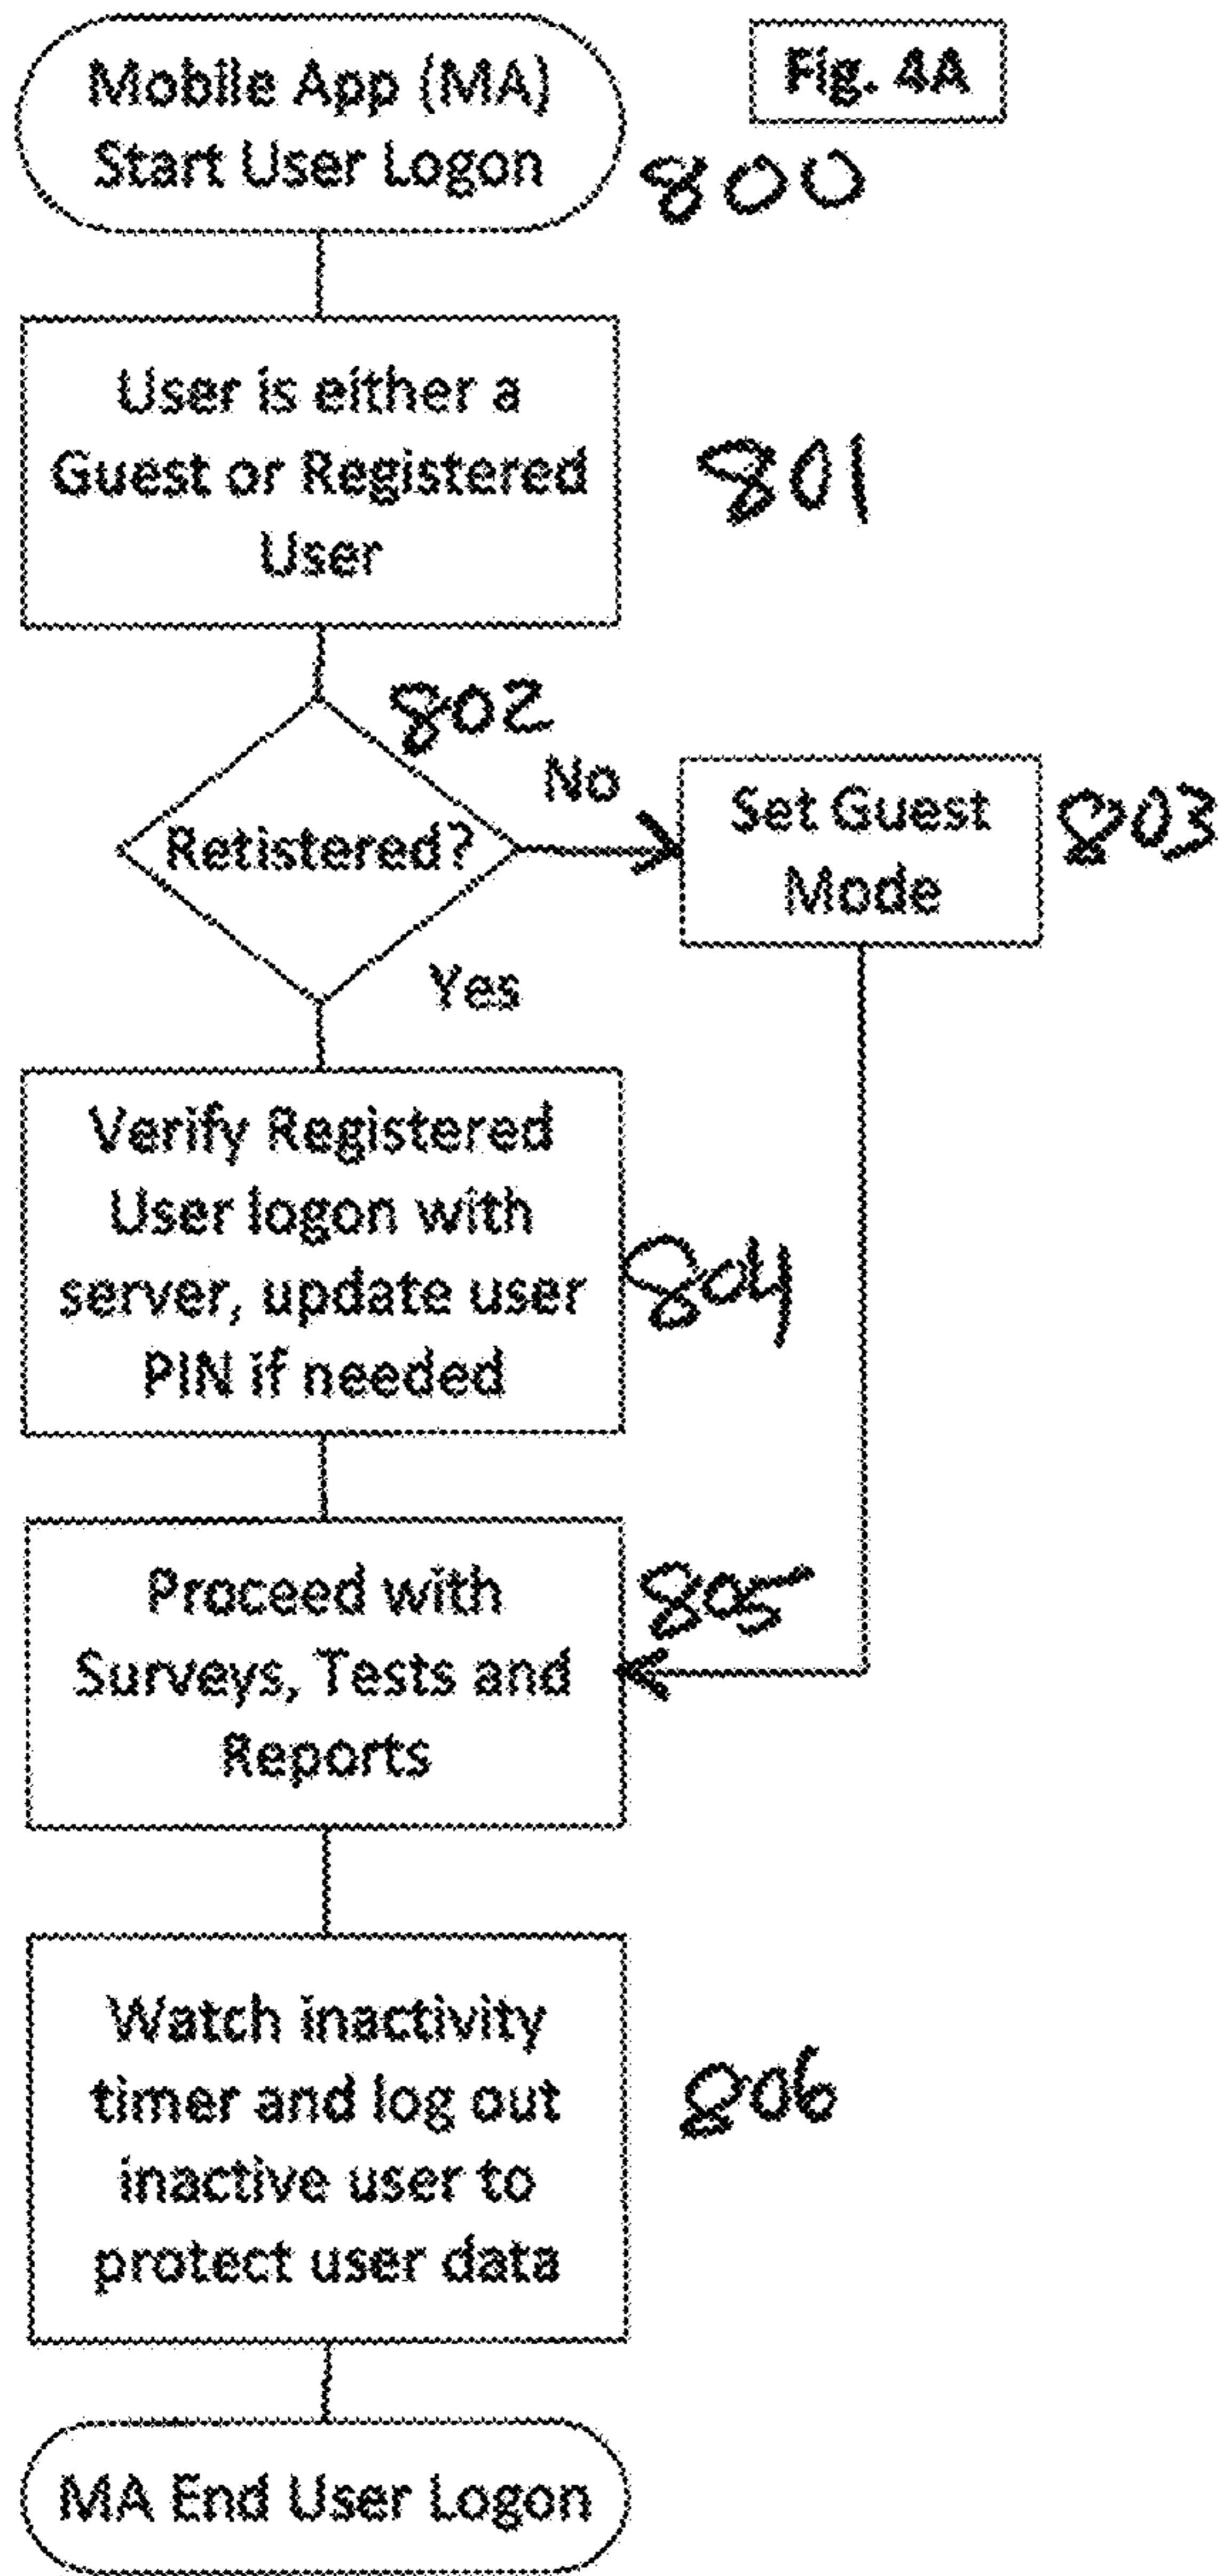 Mobile App (MA)
Start User Logon
Fig. 4A
800
User is either a
Guest or Registered
User
801
802
Retistered?
No
Yes
Set Guest
Mode
803
Verify Registered
User logon with
server, update user
PIN if needed
804
Proceed with
Surveys, Tests and
Reports
805
Watch inactivity
timer and log out
inactive user to
protect user data
806
MA End User Logon